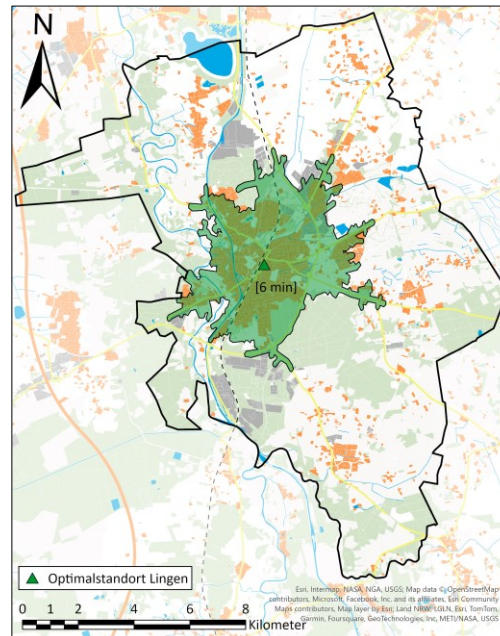 N
[6 min]
Optimalstandort Lingen
Esri, Intermap, NASA, NGA, USGS; Map data © OpenStreetMap
contributors, Microsoft, Facebook, Inc. and its affiliates, Esri Community
Maps contributors, Map layer by Esri; Land NRW, LGLN, Esri, TomTom,
Garmin, Foursquare, GeoTechnologies, Inc, METI/NASA, USGS
0 2 4 6 8
Kilometer